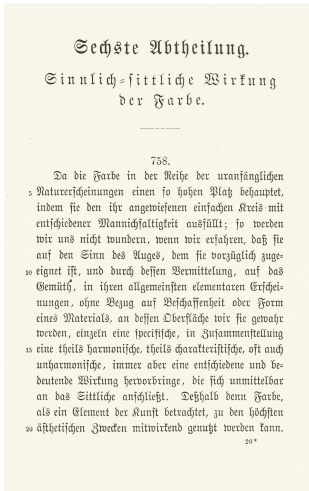 Sechste Abtheilung.
Sinnlich-sittliche Wirkung
der Farbe.
758.
Da die Farbe in der Reihe der uranfänglichen
5 Naturerscheinungen einen so hohen Platz behauptet,
indem sie den ihr angewiesenen einfachen Kreis mit
entschiedener Mannichfaltigkeit ausfüllt; so werden
wir uns nicht wundern, wenn wir erfahren, daß sie
auf den Sinn des Auges, dem sie vorzüglich zuge-
10 eignet ist, und durch dessen Vermittelung, auf das
Gemüth, in ihren allgemeinsten elementaren Erschei-
nungen, ohne Bezug auf Beschaffenheit oder Form
eines Materials, an dessen Oberfläche wir sie gewahr
werden, einzeln eine specifische, in Zusammenstellung
15 eine theils harmonische, theils charakteristische, oft auch
unharmonische, immer aber eine entschiedene und be-
deutende Wirkung hervorbringe, die sich unmittelbar
an das Sittliche anschließt. Deßhalb denn Farbe,
als ein Element der Kunst betrachtet, zu den höchsten
20 ästhetischen Zwecken mitwirkend genutzt werden kann.
20*